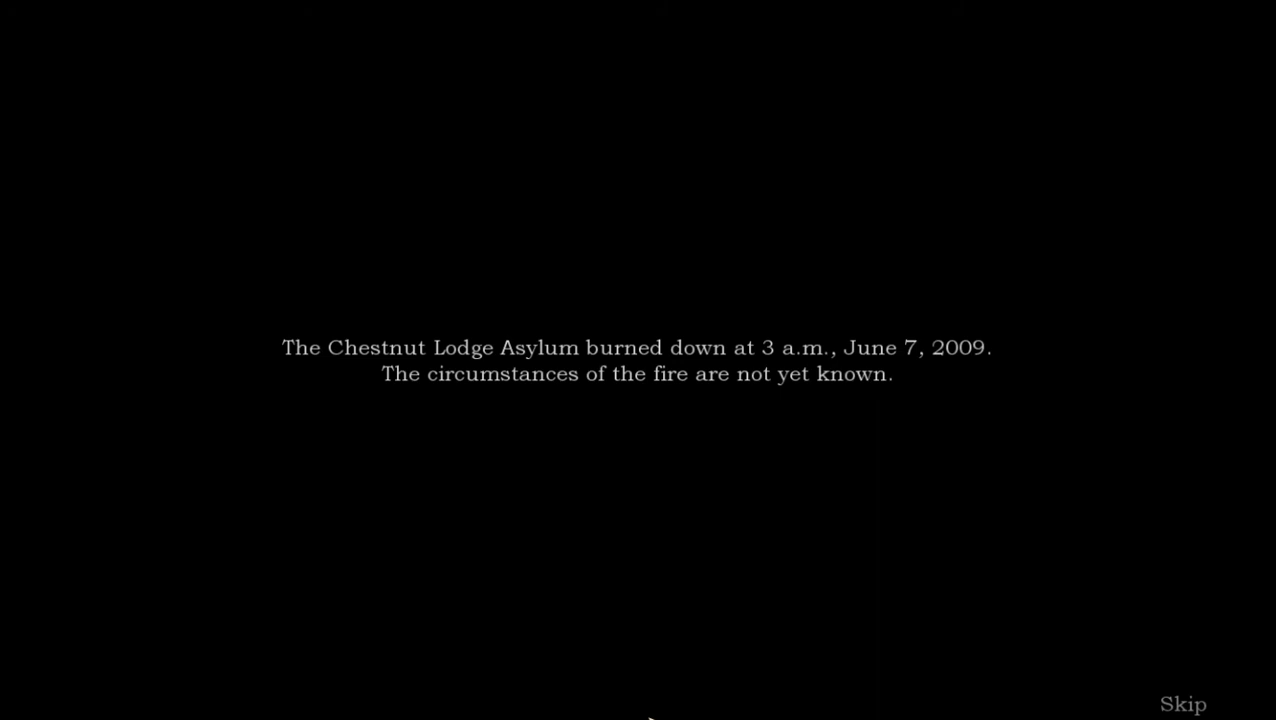 The Chestnut Lodge Asylum burned down at 3 a.m., June 7, 2009.
The circumstances of the fire are not yet known.
Skip